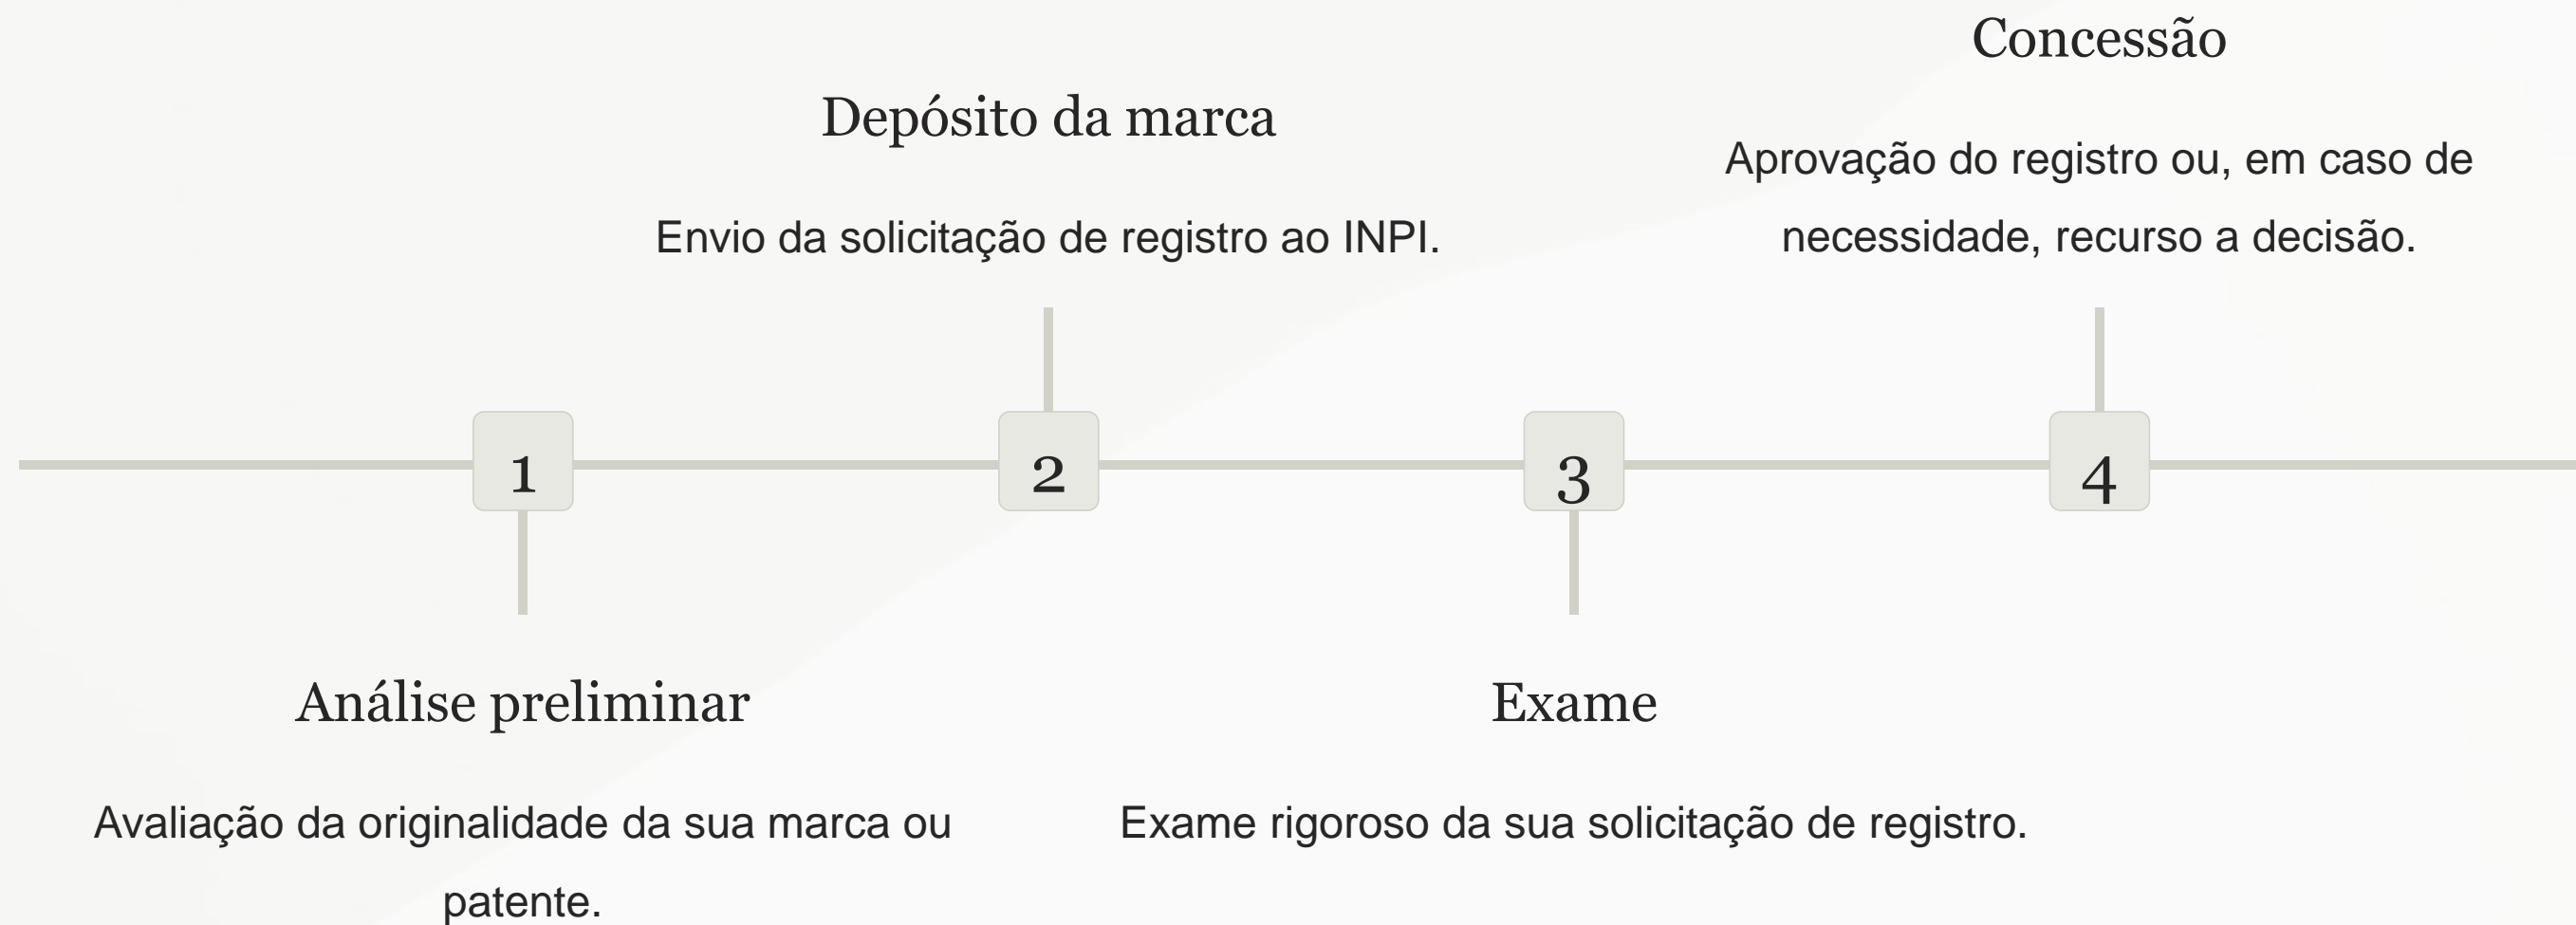 Concessão
Depósito da marca
Aprovação do registro ou, em caso de
necessidade, recurso a decisão.
Envio da solicitação de registro ao INPI.
1
2
3
4
Análise preliminar
Exame
Avaliação da originalidade da sua marca ou
patente.
Exame rigoroso da sua solicitação de registro.